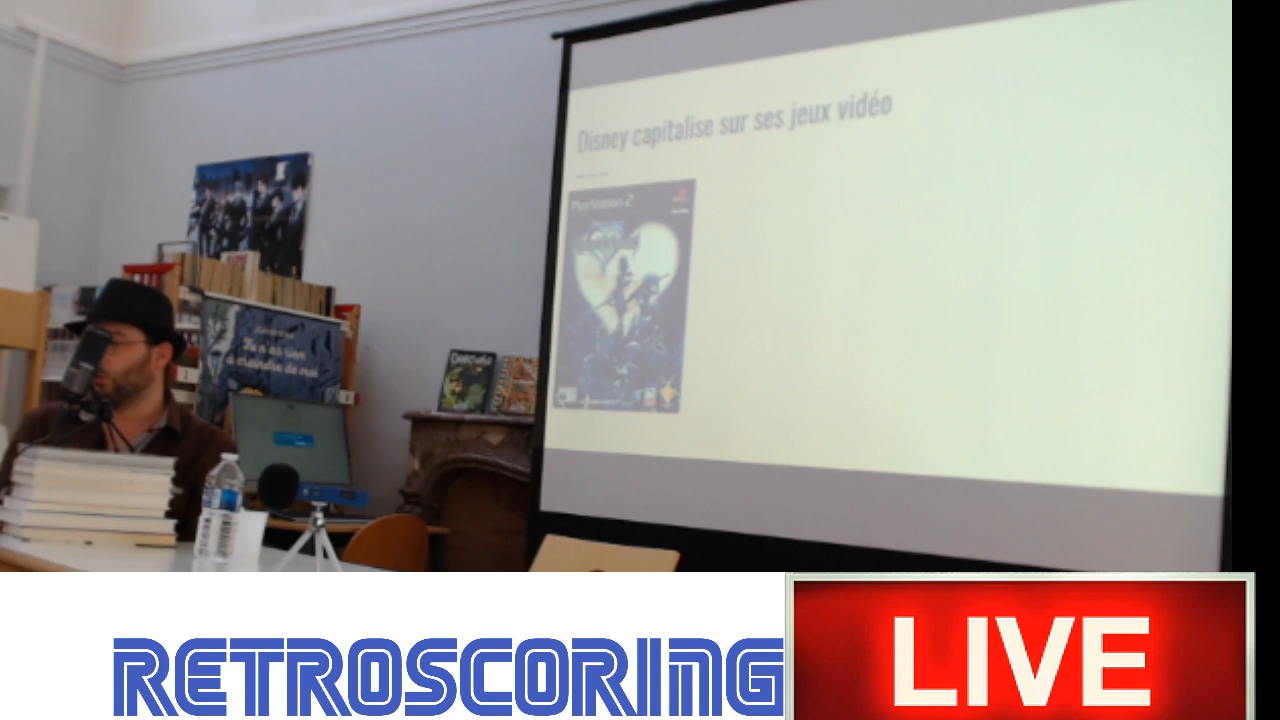 Disney capitalise sur ses jeux vidéo
PlayStation 2
Tu n'as rien
à craindre de moi
RETROSCORING
LIVE